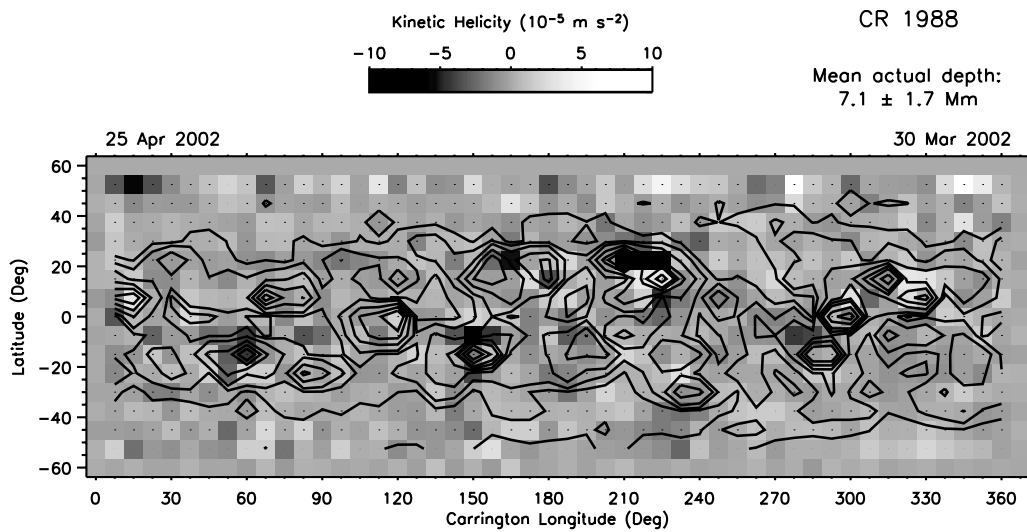 Kinetic Helicity (10⁻⁵ m s⁻²)
CR 1988
−10 −5 0 5 10
Mean actual depth:
7.1 ± 1.7 Mm
25 Apr 2002 30 Mar 2002
60
40
20
0
−20
−40
−60
Latitude (Deg)
0 30 60 90 120 150 180 210 240 270 300 330 360
Carrington Longitude (Deg)